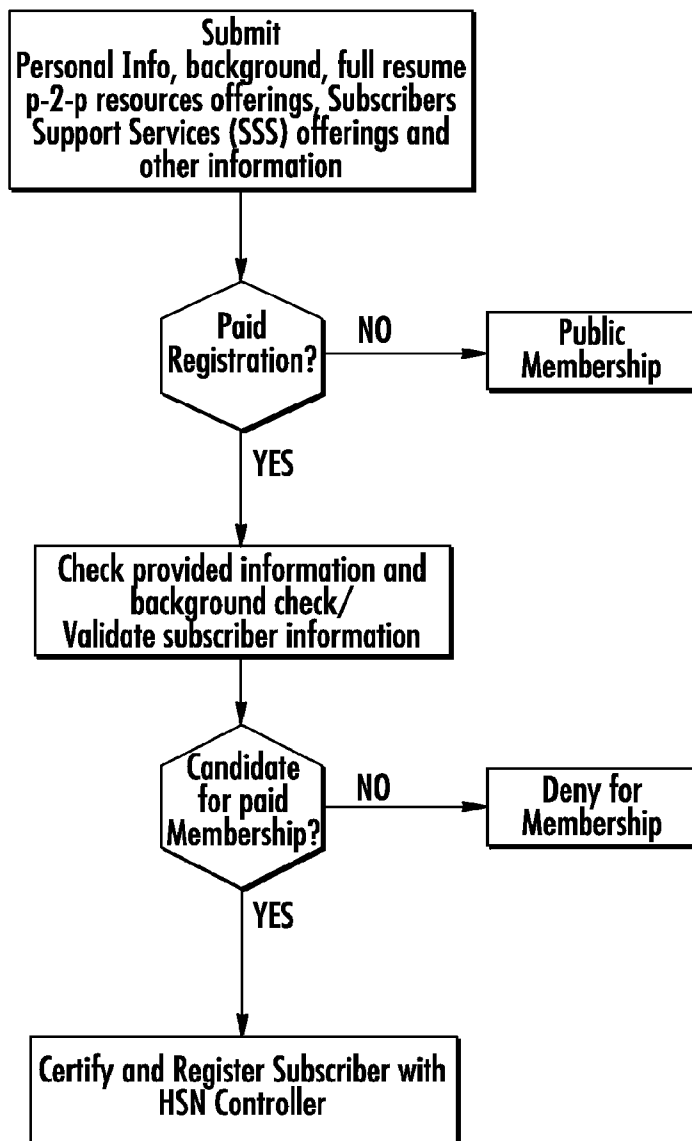 Submit
Personal Info, background, full resume
p-2-p resources offerings, Subscribers
Support Services (SSS) offerings and
other information
Paid
Registration?
NO
Public
Membership
YES
Check provided information and
background check/
Validate subscriber information
Candidate
for paid
Membership?
NO
Deny for
Membership
YES
Certify and Register Subscriber with
HSN Controller